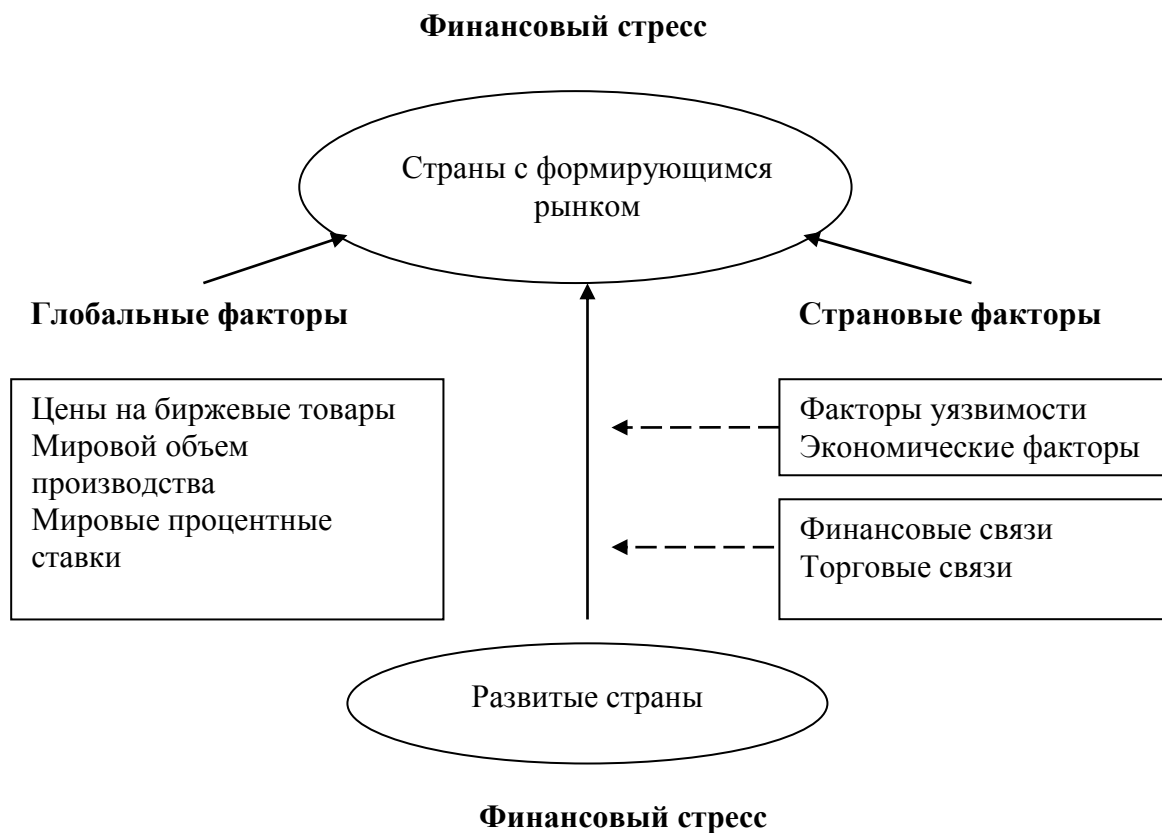 Финансовый стресс
Страны с формирующимся
рынком
Глобальные факторы
Страновые факторы
Цены на биржевые товары
Мировой объем
производства
Мировые процентные
ставки
Факторы уязвимости
Экономические факторы
Финансовые связи
Торговые связи
Развитые страны
Финансовый стресс